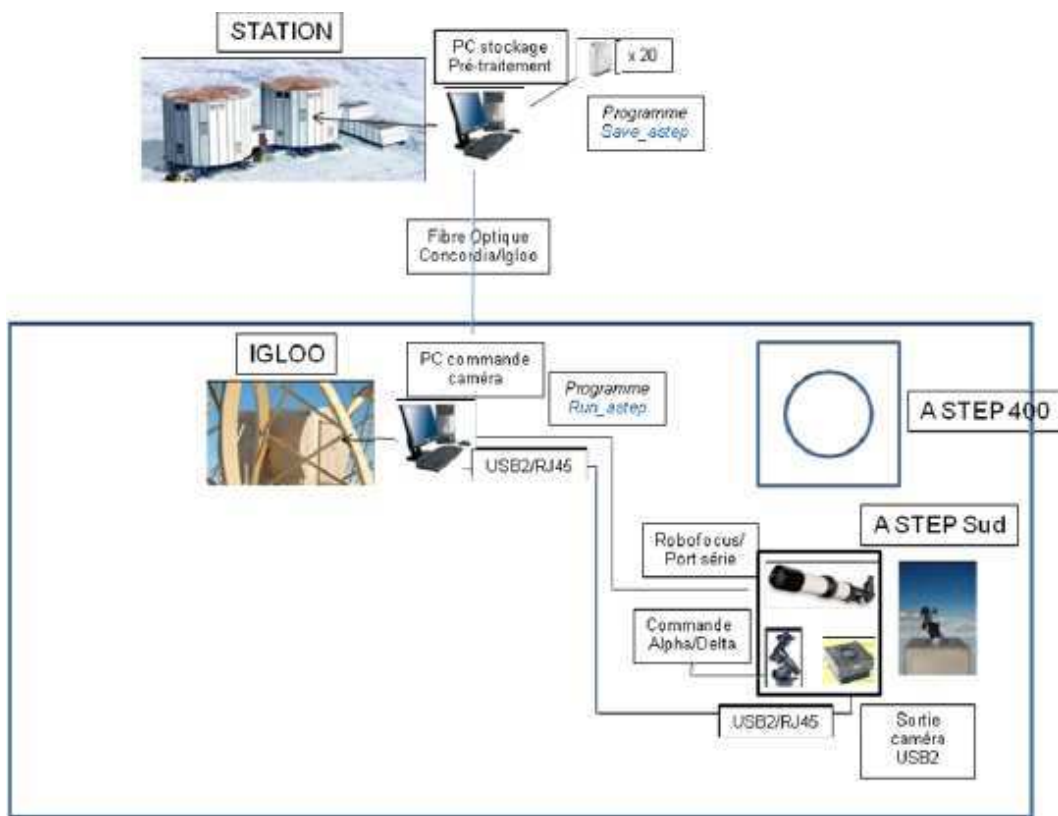 STATION
PC stockage
Pré-traitement
x 20
Programme
Save_astep
Fibre Optique
Concordia/Igloo
IGLOO
PC commande
caméra
Programme
Run_astep
USB2/RJ45
A STEP 400
A STEP Sud
Robofocus/
Port série
Commande
Alpha/Delta
USB2/RJ45
Sortie
caméra
USB2